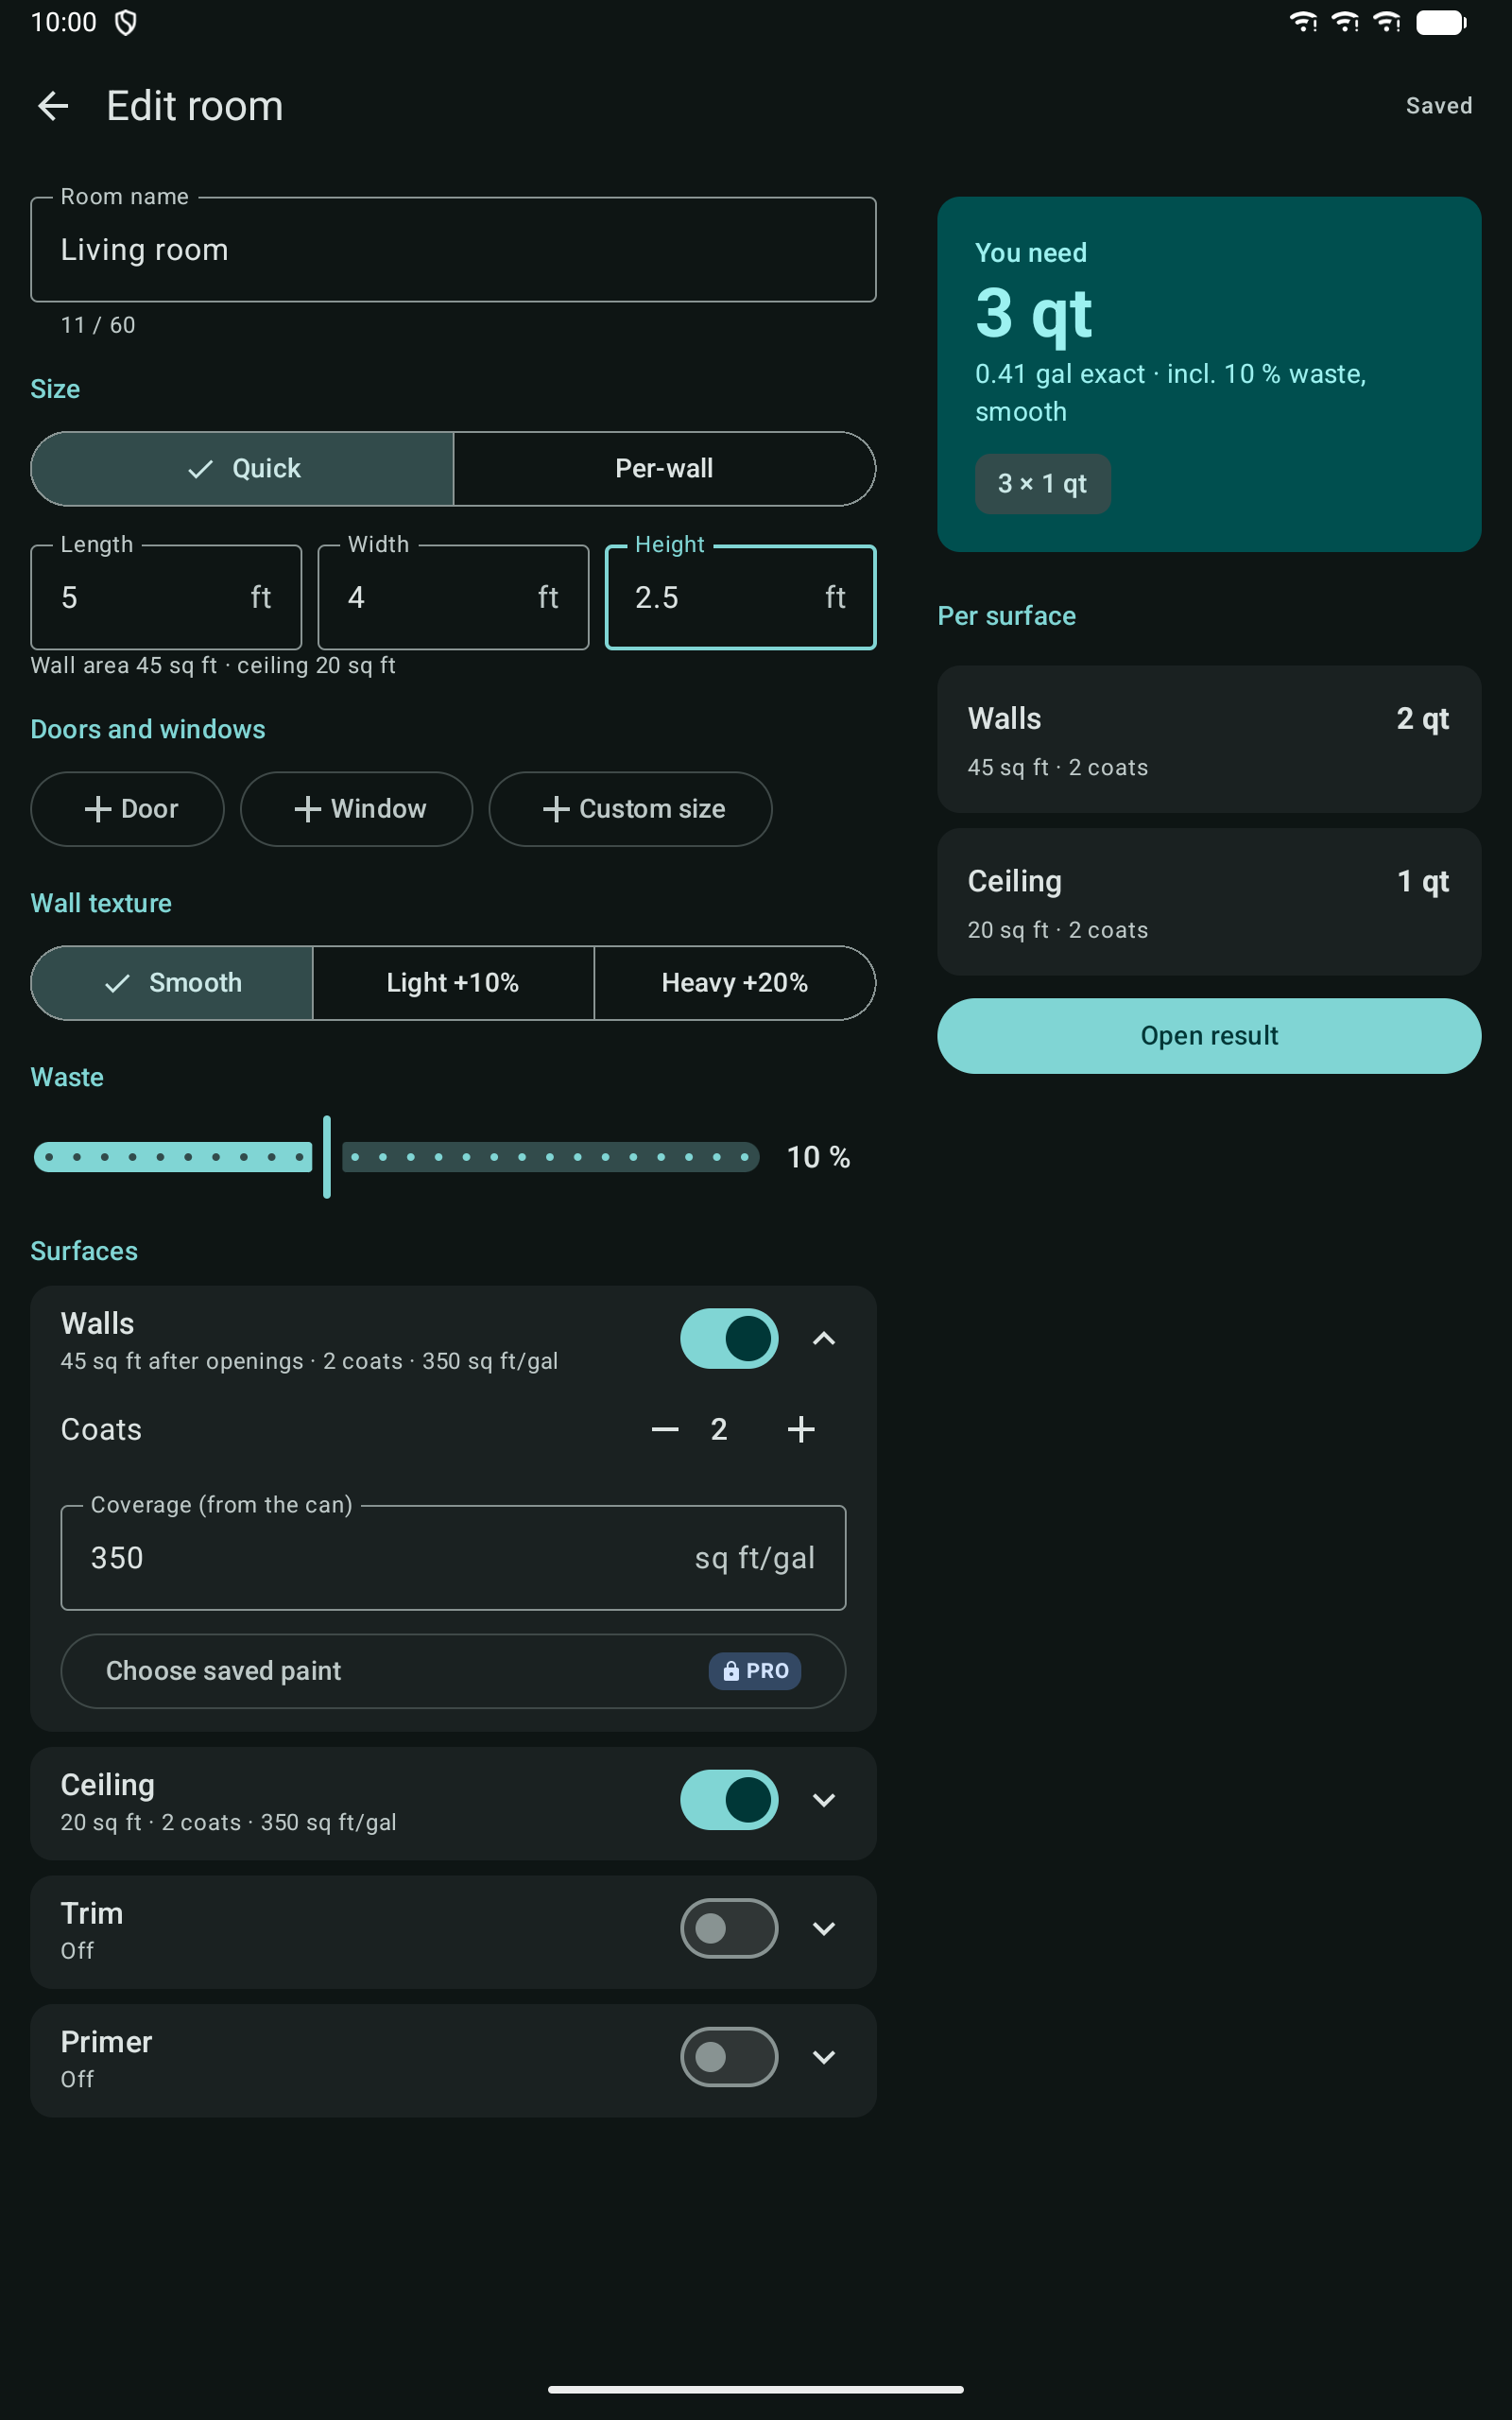 10:00
Edit room
Saved
Room name
Living room
11 / 60
Size
Quick
Per-wall
Length
5 ft
Width
4 ft
Height
2.5 ft
Wall area 45 sq ft · ceiling 20 sq ft
Doors and windows
Door
Window
Custom size
Wall texture
Smooth
Light +10%
Heavy +20%
Waste
10 %
Surfaces
Walls
45 sq ft after openings · 2 coats · 350 sq ft/gal
Coats
2
Coverage (from the can)
350 sq ft/gal
Choose saved paint
PRO
Ceiling
20 sq ft · 2 coats · 350 sq ft/gal
Trim
Off
Primer
Off
You need
3 qt
0.41 gal exact · incl. 10 % waste,
smooth
3 × 1 qt
Per surface
Walls
2 qt
45 sq ft · 2 coats
Ceiling
1 qt
20 sq ft · 2 coats
Open result